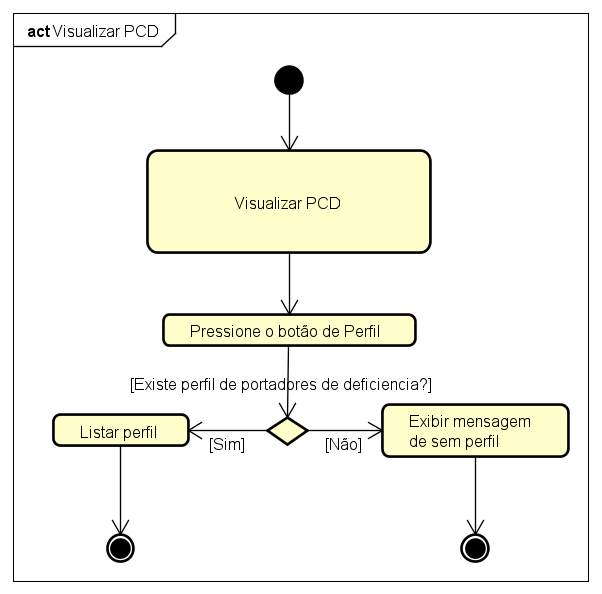 act Visualizar PCD
Visualizar PCD
Pressione o botão de Perfil
[Existe perfil de portadores de deficiencia?]
Listar perfil
[Sim]
[Não]
Exibir mensagem
de sem perfil